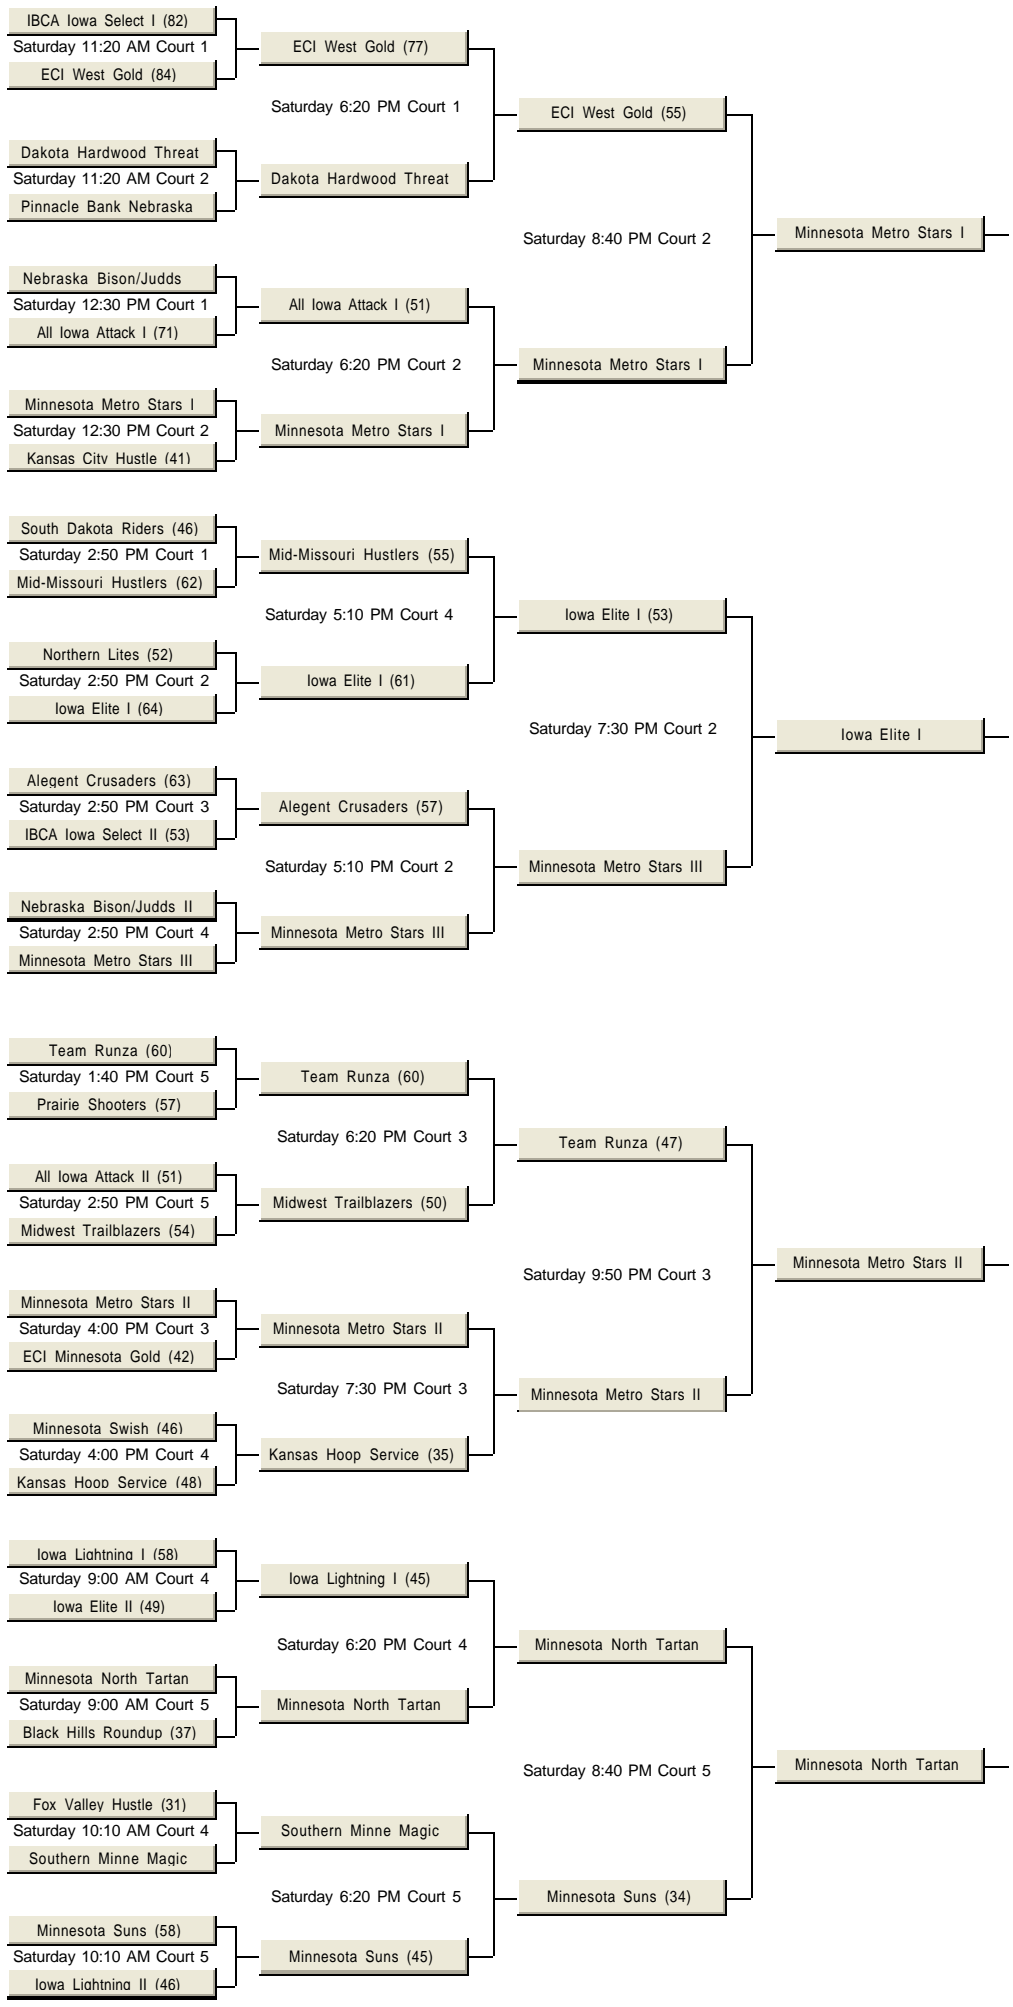 IBCA Iowa Select I (82)
Saturday 11:20 AM Court 1
ECI West Gold (84)
ECI West Gold (77)
Saturday 6:20 PM Court 1
ECI West Gold (55)
Dakota Hardwood Threat
Saturday 11:20 AM Court 2
Pinnacle Bank Nebraska
Dakota Hardwood Threat
Saturday 8:40 PM Court 2
Minnesota Metro Stars I
Nebraska Bison/Judds
Saturday 12:30 PM Court 1
All Iowa Attack I (71)
All Iowa Attack I (51)
Saturday 6:20 PM Court 2
Minnesota Metro Stars I
Minnesota Metro Stars I
Saturday 12:30 PM Court 2
Kansas City Hustle (41)
Minnesota Metro Stars I
South Dakota Riders (46)
Saturday 2:50 PM Court 1
Mid-Missouri Hustlers (62)
Mid-Missouri Hustlers (55)
Saturday 5:10 PM Court 4
Iowa Elite I (53)
Northern Lites (52)
Saturday 2:50 PM Court 2
Iowa Elite I (64)
Iowa Elite I (61)
Saturday 7:30 PM Court 2
Iowa Elite I
Alegent Crusaders (63)
Saturday 2:50 PM Court 3
IBCA Iowa Select II (53)
Alegent Crusaders (57)
Saturday 5:10 PM Court 2
Minnesota Metro Stars III
Nebraska Bison/Judds II
Saturday 2:50 PM Court 4
Minnesota Metro Stars III
Minnesota Metro Stars III
Team Runza (60)
Saturday 1:40 PM Court 5
Prairie Shooters (57)
Team Runza (60)
Saturday 6:20 PM Court 3
Team Runza (47)
All Iowa Attack II (51)
Saturday 2:50 PM Court 5
Midwest Trailblazers (54)
Midwest Trailblazers (50)
Saturday 9:50 PM Court 3
Minnesota Metro Stars II
Minnesota Metro Stars II
Saturday 4:00 PM Court 3
ECI Minnesota Gold (42)
Minnesota Metro Stars II
Saturday 7:30 PM Court 3
Minnesota Metro Stars II
Minnesota Swish (46)
Saturday 4:00 PM Court 4
Kansas Hoop Service (48)
Kansas Hoop Service (35)
Iowa Lightning I (58)
Saturday 9:00 AM Court 4
Iowa Elite II (49)
Iowa Lightning I (45)
Saturday 6:20 PM Court 4
Minnesota North Tartan
Minnesota North Tartan
Saturday 9:00 AM Court 5
Black Hills Roundup (37)
Minnesota North Tartan
Saturday 8:40 PM Court 5
Minnesota North Tartan
Fox Valley Hustle (31)
Saturday 10:10 AM Court 4
Southern Minne Magic
Southern Minne Magic
Saturday 6:20 PM Court 5
Minnesota Suns (34)
Minnesota Suns (58)
Saturday 10:10 AM Court 5
Iowa Lightning II (46)
Minnesota Suns (45)